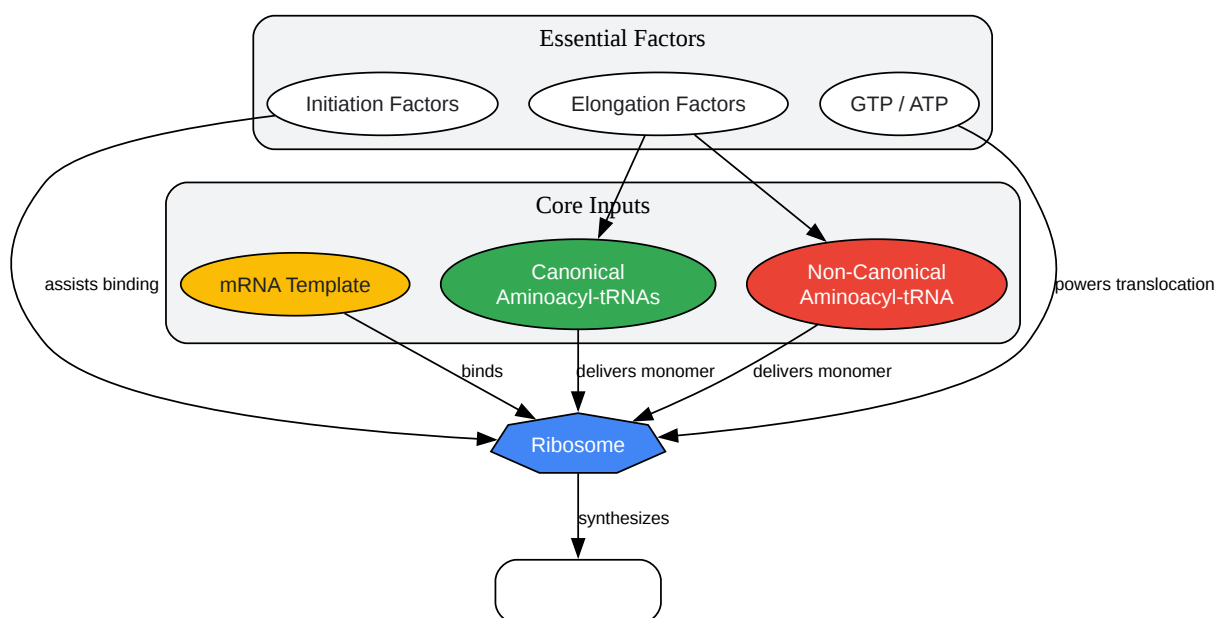 Essential Factors
Initiation Factors
Elongation Factors
GTP / ATP
Core Inputs
mRNA Template
Canonical
Aminoacyl-tRNAs
Non-Canonical
Aminoacyl-tRNA
assists binding
powers translocation
binds
delivers monomer
delivers monomer
Ribosome
synthesizes